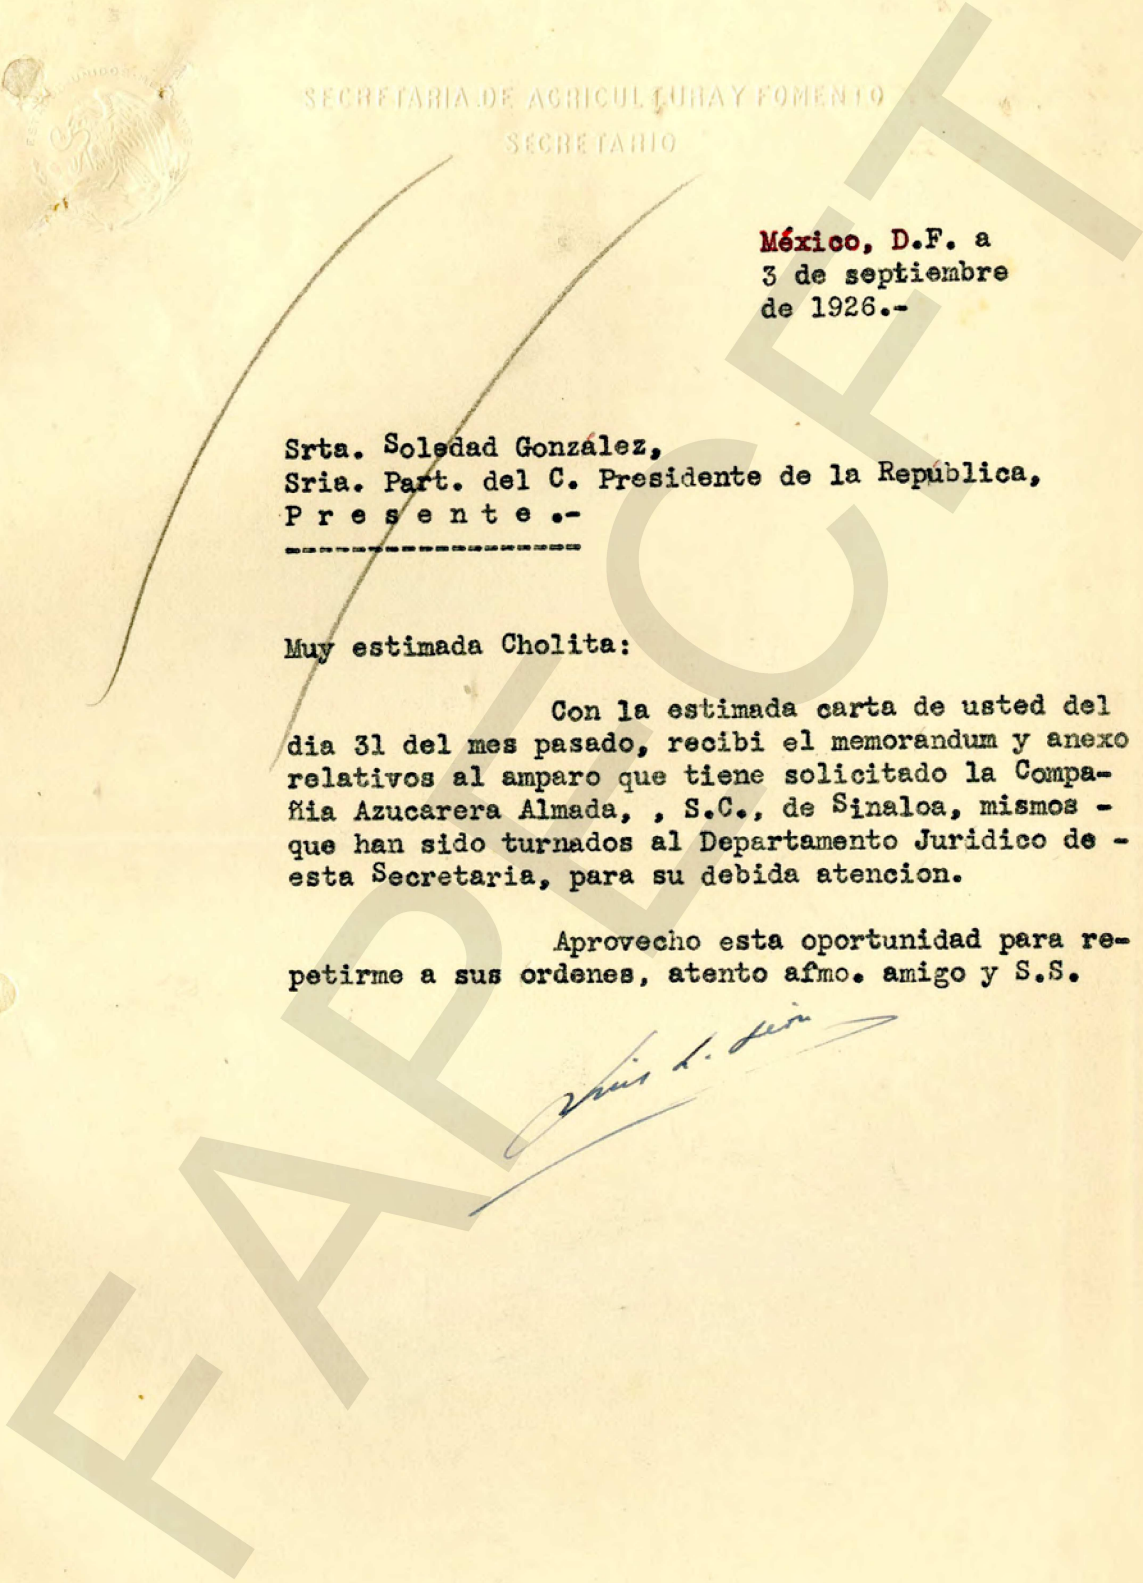 SECRETARIA DE AGRICULTURA Y FOMENTO
SECRETARIO
México, D.F. a
3 de septiembre
de 1926.-
Srta. Soledad González,
Sria. Part. del C. Presidente de la República,
P r e s e n t e .-
------------------
Muy estimada Cholita:
Con la estimada carta de usted del
dia 31 del mes pasado, recibi el memorandum y anexo
relativos al amparo que tiene solicitado la Compa-
ñia Azucarera Almada, , S.C., de Sinaloa, mismos -
que han sido turnados al Departamento Juridico de -
esta Secretaria, para su debida atencion.
Aprovecho esta oportunidad para re-
petirme a sus ordenes, atento afmo. amigo y S.S.
Luis L. León
FAPECFT